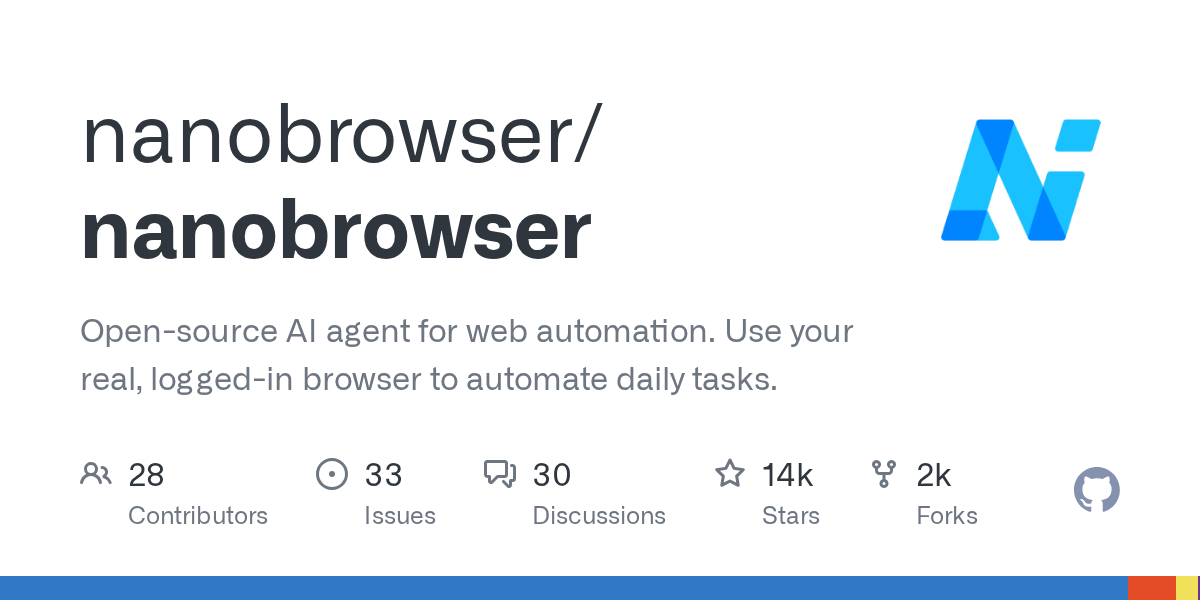 nanobrowser/
nanobrowser
Open-source AI agent for web automation. Use your
real, logged-in browser to automate daily tasks.
28
Contributors
33
Issues
30
Discussions
14k
Stars
2k
Forks